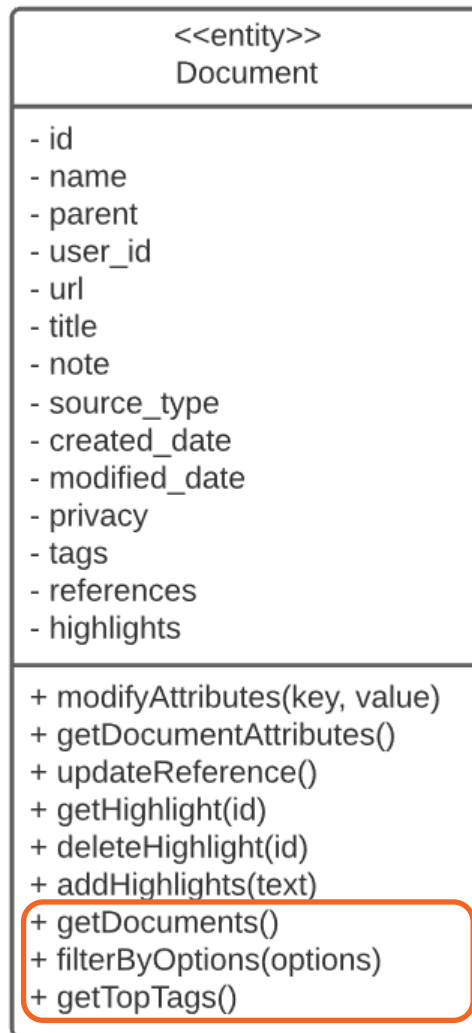 <<entity>>
Document
- id
- name
- parent
- user_id
- url
- title
- note
- source_type
- created_date
- modified_date
- privacy
- tags
- references
- highlights
+ modifyAttributes(key, value)
+ getDocumentAttributes()
+ updateReference()
+ getHighlight(id)
+ deleteHighlight(id)
+ addHighlights(text)
+ getDocuments()
+ filterByOptions(options)
+ getTopTags()